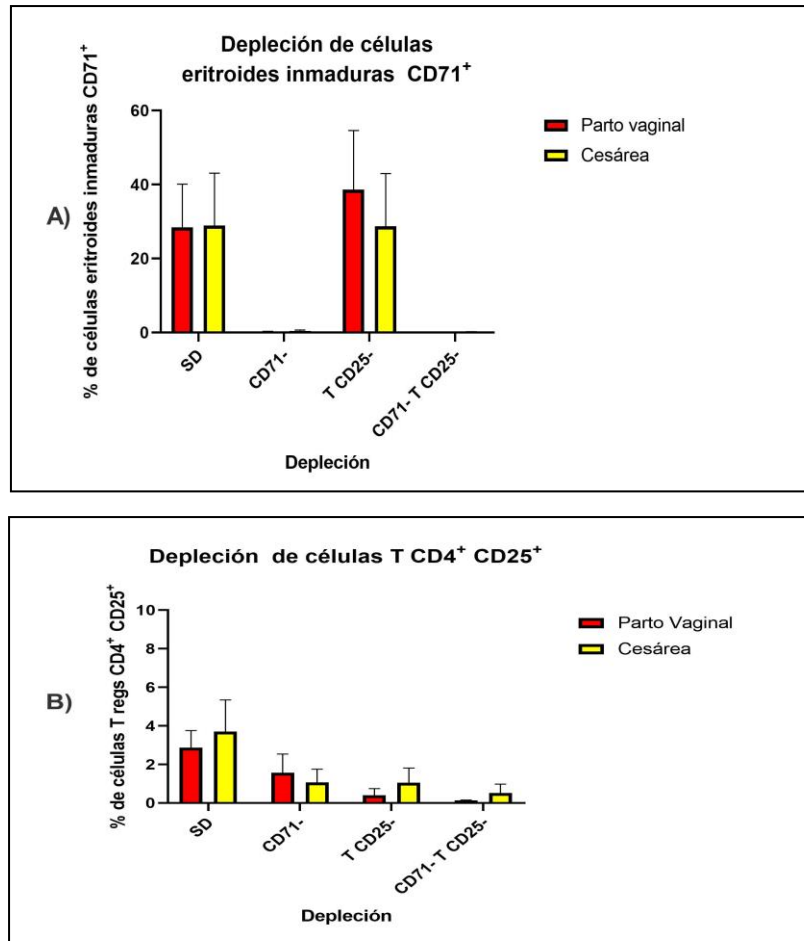 Depleción de células
eritroides inmaduras CD71⁺
% de células eritroides inmaduras CD71⁺
60
40
20
0
SD
CD71-
T CD25-
CD71- T CD25-
Depleción
Parto vaginal
Cesárea
A)
Depleción de células T CD4⁺ CD25⁺
% de células T regs CD4⁺ CD25⁺
10
8
6
4
2
0
SD
CD71-
T CD25-
CD71- T CD25-
Depleción
Parto Vaginal
Cesárea
B)